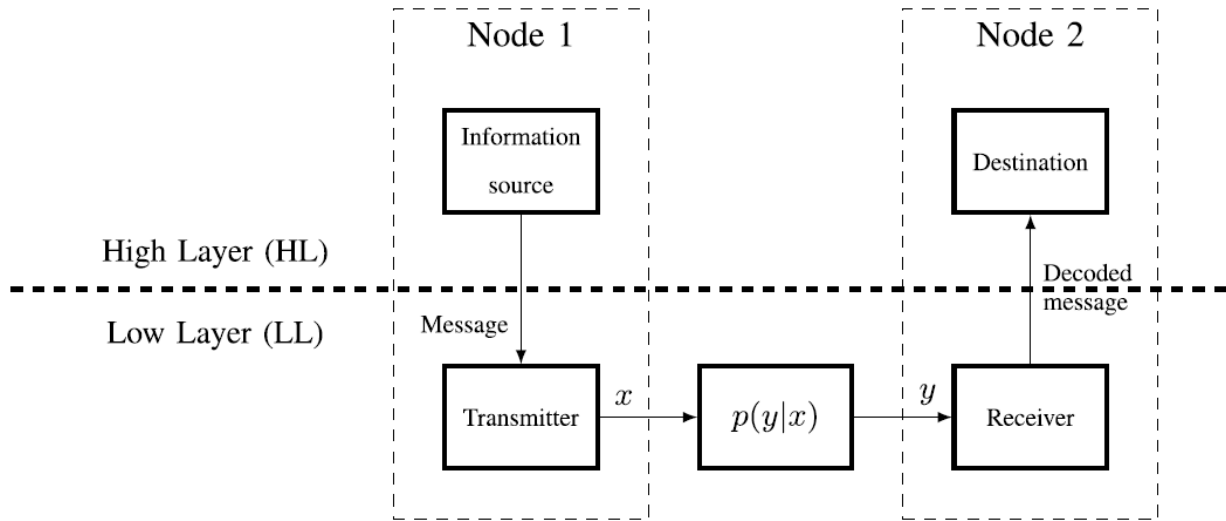 Node 1
Node 2
Information
source
Destination
High Layer (HL)
Decoded
message
Low Layer (LL)
Message
Transmitter
x
p(y|x)
y
Receiver